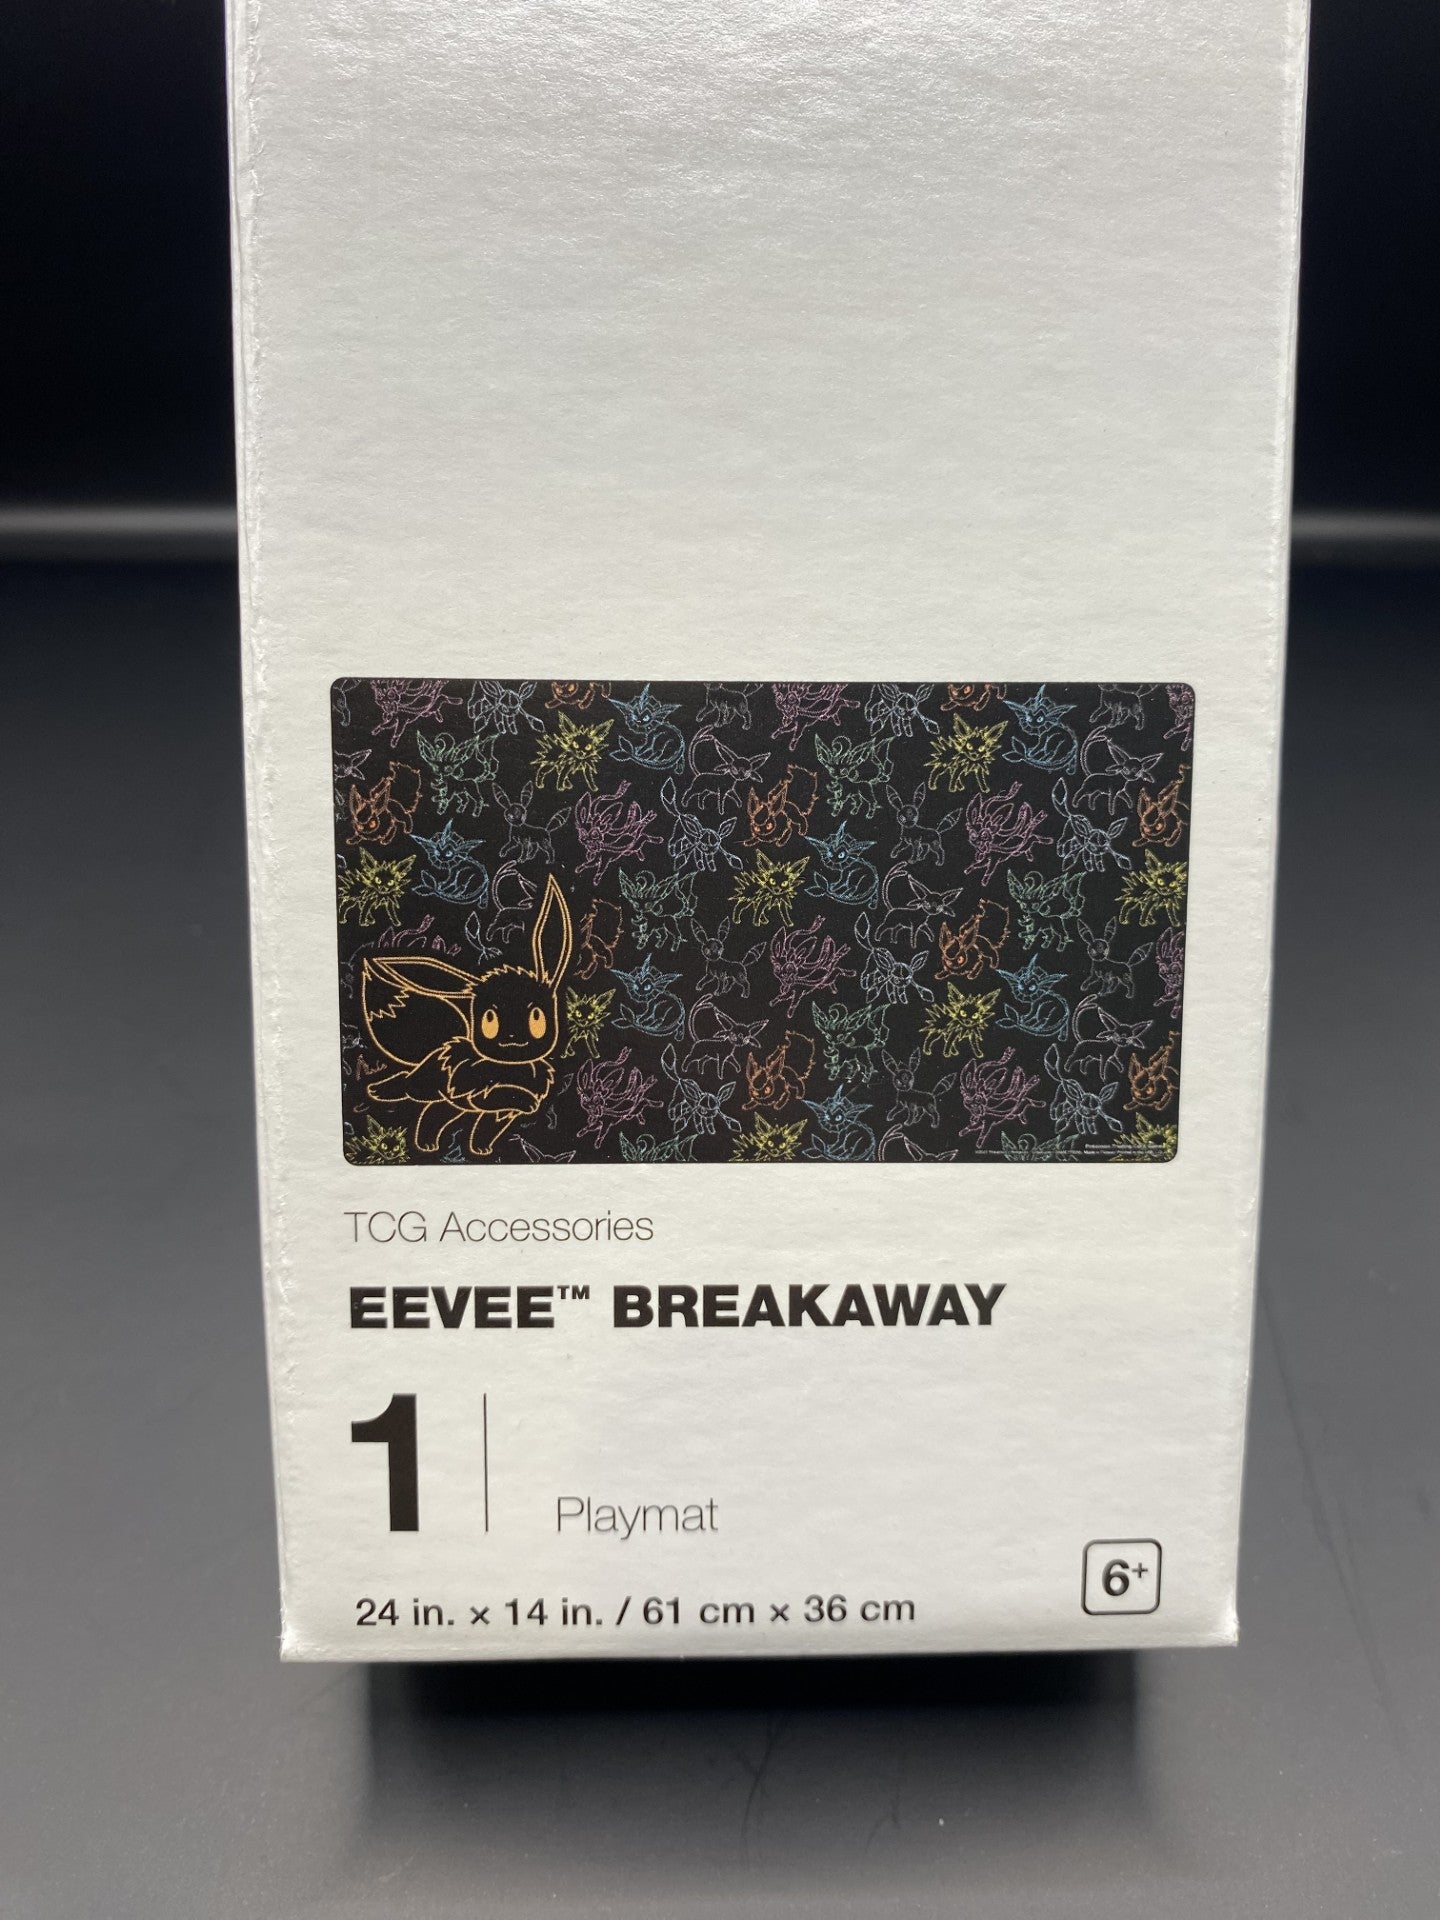 TCG Accessories
EEVEE™ BREAKAWAY
1
Playmat
24 in. × 14 in. / 61 cm × 36 cm
6+